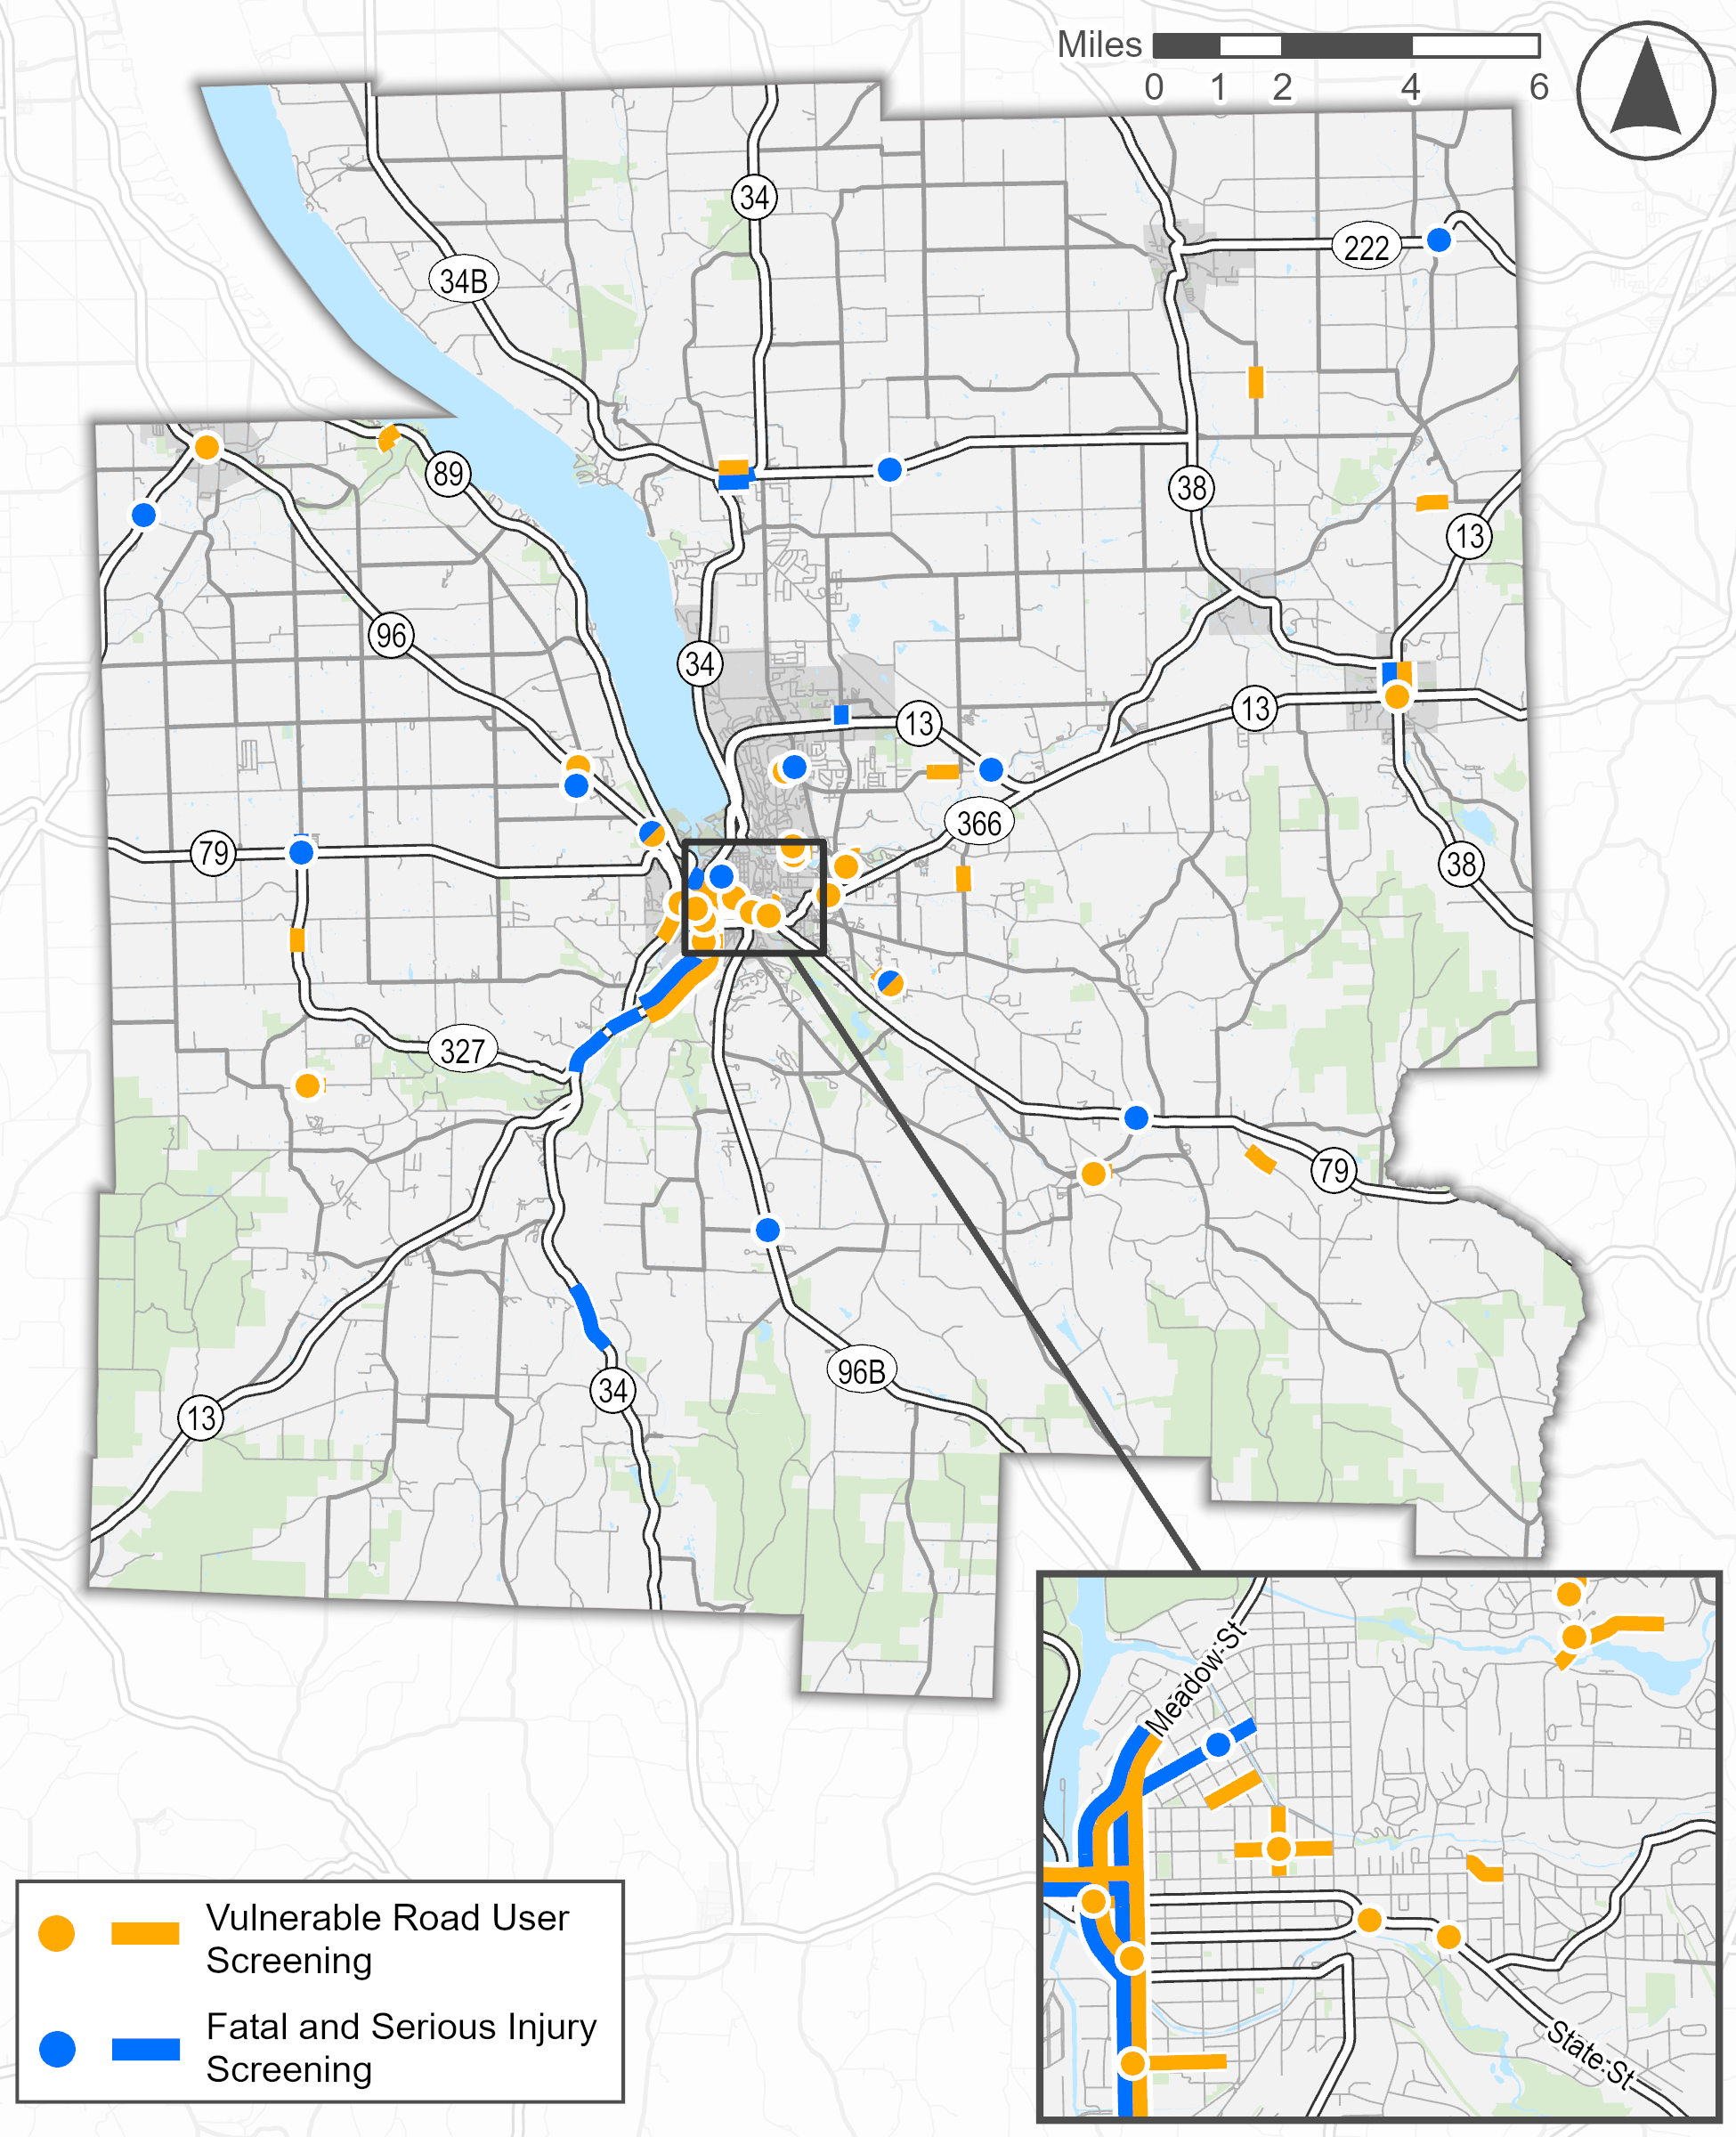 Miles
0 1 2 4 6
34
222
34B
89
38
13
96
34
13
13
366
79
38
327
79
96B
34
13
Meadow St
State St
Vulnerable Road User
Screening
Fatal and Serious Injury
Screening